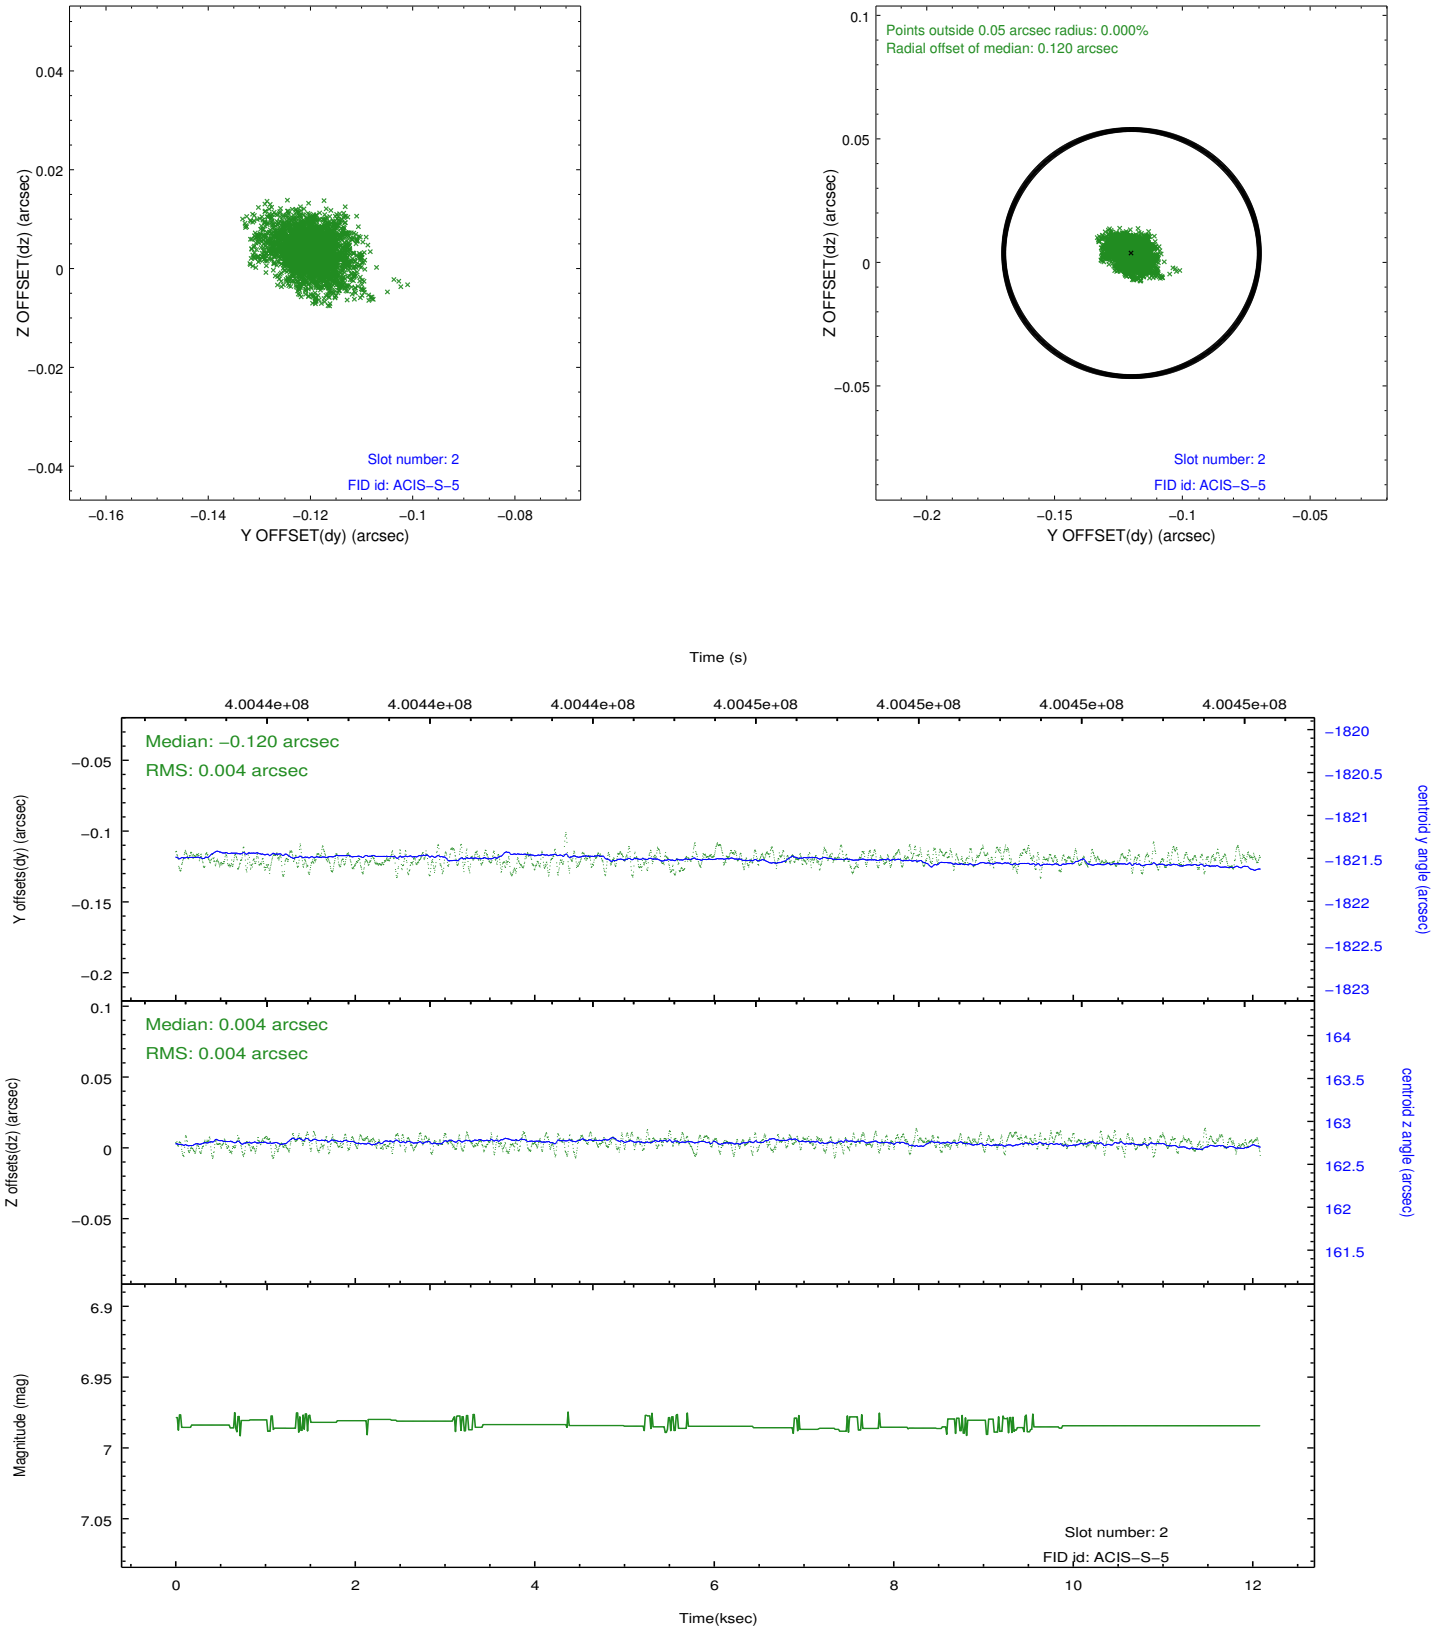 0.04
0.02
0
−0.02
−0.04
Z OFFSET(dz) (arcsec)
Slot number: 2
FID id: ACIS−S−5
−0.16 −0.14 −0.12 −0.1 −0.08
Y OFFSET(dy) (arcsec)
0.1
0.05
0
−0.05
Z OFFSET(dz) (arcsec)
Points outside 0.05 arcsec radius: 0.000%
Radial offset of median: 0.120 arcsec
Slot number: 2
FID id: ACIS−S−5
−0.2 −0.15 −0.1 −0.05
Y OFFSET(dy) (arcsec)
Time (s)
4.0044e+08 4.0044e+08 4.0044e+08 4.0045e+08 4.0045e+08 4.0045e+08 4.0045e+08
Median: −0.120 arcsec
RMS: 0.004 arcsec
−0.05
−0.1
−0.15
−0.2
Y offsets(dy) (arcsec)
−1820
−1820.5
−1821
−1821.5
−1822
−1822.5
−1823
centroid y angle (arcsec)
Median: 0.004 arcsec
RMS: 0.004 arcsec
0.1
0.05
0
−0.05
Z offsets(dz) (arcsec)
164
163.5
163
162.5
162
161.5
centroid z angle (arcsec)
6.9
6.95
7
7.05
Magnitude (mag)
Slot number: 2
FID id: ACIS−S−5
0 2 4 6 8 10 12
Time(ksec)